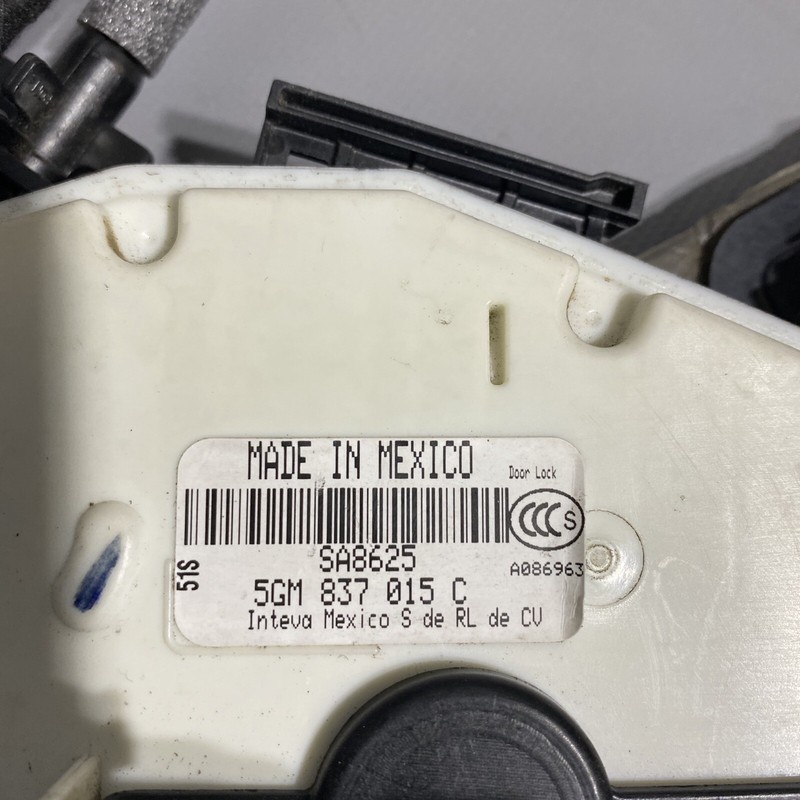 MADE IN MEXICO
Door Lock
CCC S
SA8625
A086963
51S
5GM 837 015 C
Inteva Mexico S de RL de CV